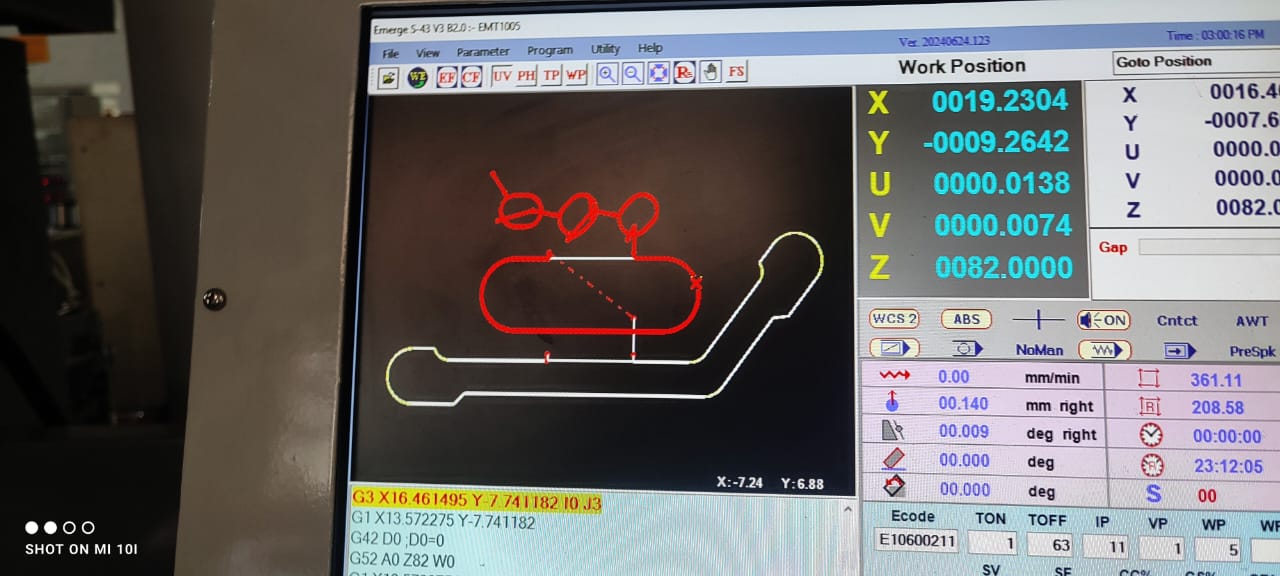 Emerge S-43 V3 B2.0 :- EMT1005
File View Parameter Program Utility Help
Ver. 20240624.123
Time : 03:00:16 PM
WE EF CF UV PH TP WP R FS
Work Position
Goto Position
X 0019.2304
Y -0009.2642
U 0000.0138
V 0000.0074
Z 0082.0000
X 0016.4
Y -0007.6
U 0000.0
V 0000.0
Z 0082.0
Gap
WCS 2 ABS ON Cntct AWT
NoMan PreSpk
0.00 mm/min 361.11
00.140 mm right R 208.58
00.009 deg right 00:00:00
00.000 deg 23:12:05
00.000 deg S 00
X:-7.24 Y:6.88
G3 X16.461495 Y-7.741182 I0 J3
G1 X13.572275 Y-7.741182
G42 D0 ;D0=0
G52 A0 Z82 W0
Ecode TON TOFF IP VP WP
E10600211 1 63 11 1 5
SV SF
SHOT ON MI 10I